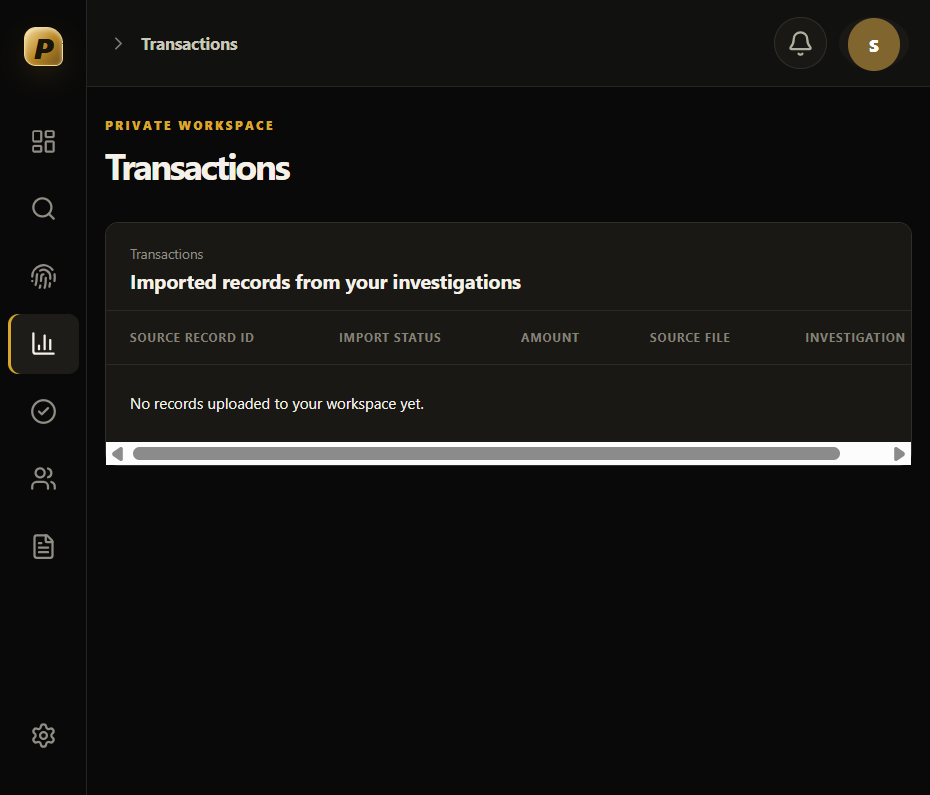 P
Transactions
S
PRIVATE WORKSPACE
Transactions
Transactions
Imported records from your investigations
SOURCE RECORD ID IMPORT STATUS AMOUNT SOURCE FILE INVESTIGATION
No records uploaded to your workspace yet.